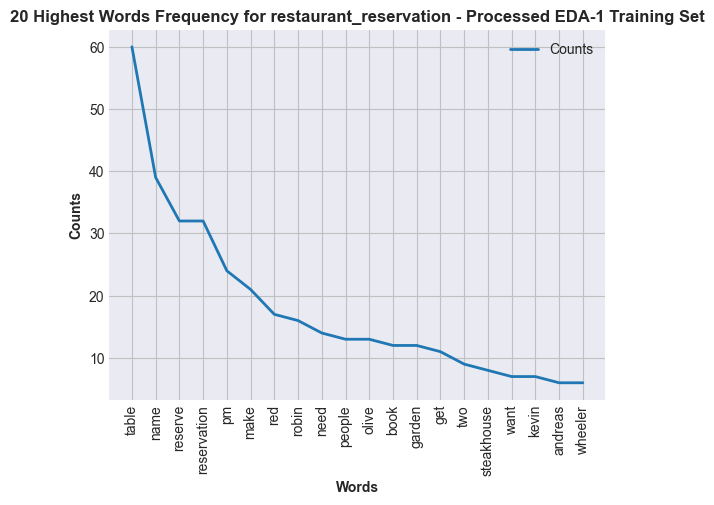 20 Highest Words Frequency for restaurant_reservation - Processed EDA-1 Training Set
Counts
60
50
40
30
20
10
Counts
table
name
reserve
reservation
pm
make
red
robin
need
people
olive
book
garden
get
two
steakhouse
want
kevin
andreas
wheeler
Words